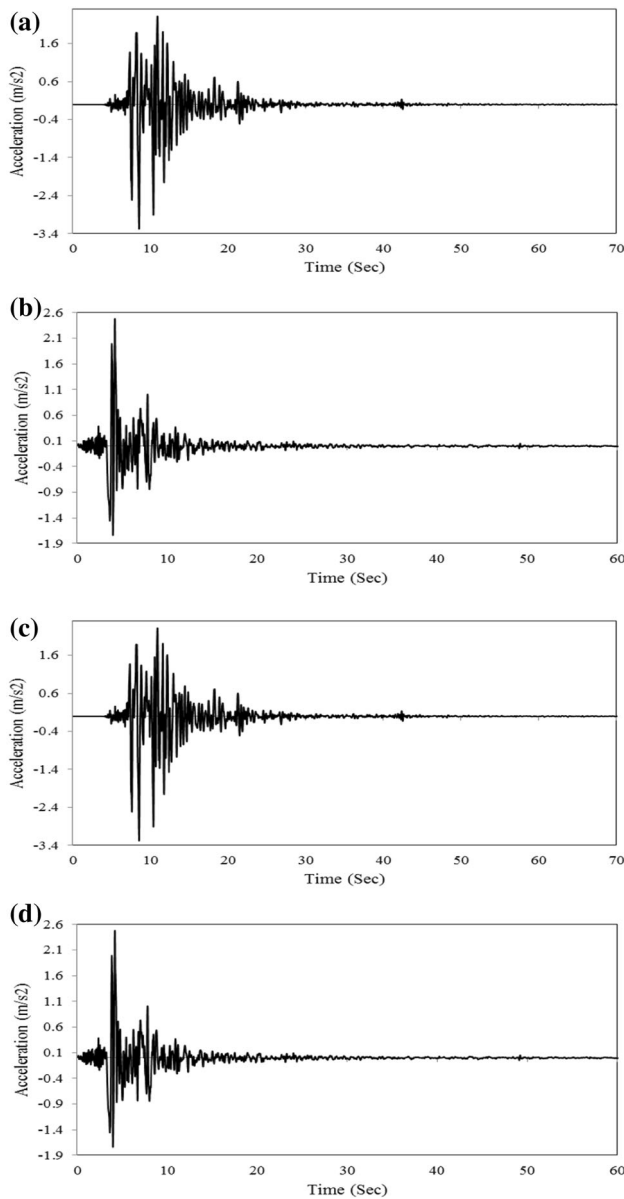 (a)
Acceleration (m/s2)
1.6
0.6
-0.4
-1.4
-2.4
-3.4
0 10 20 30 40 50 60 70
Time (Sec)
(b)
Acceleration (m/s2)
2.6
2.1
1.6
1.1
0.6
0.1
-0.4
-0.9
-1.4
-1.9
0 10 20 30 40 50 60
Time (Sec)
(c)
Acceleration (m/s2)
1.6
0.6
-0.4
-1.4
-2.4
-3.4
0 10 20 30 40 50 60 70
Time (Sec)
(d)
Acceleration (m/s2)
2.6
2.1
1.6
1.1
0.6
0.1
-0.4
-0.9
-1.4
-1.9
0 10 20 30 40 50 60
Time (Sec)